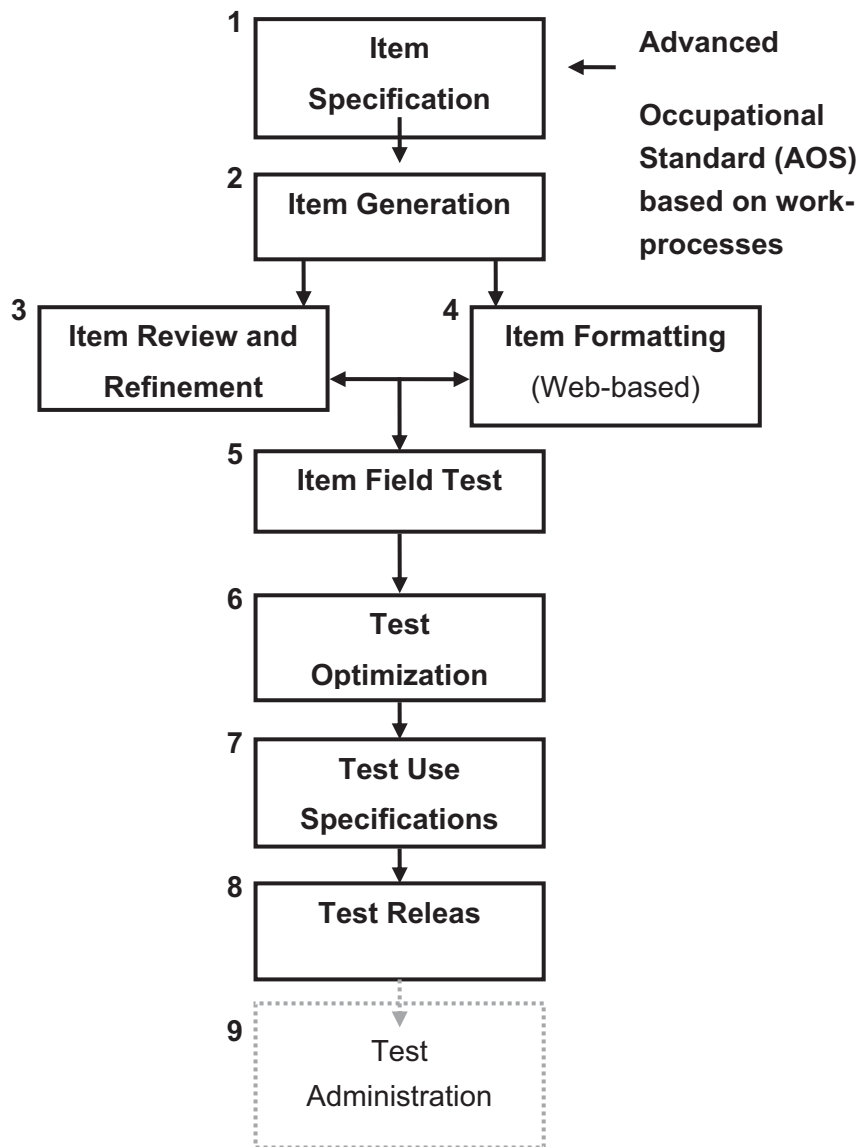 1
Item
Specification
Advanced
Occupational
Standard (AOS)
based on work-
processes
2
Item Generation
3
Item Review and
Refinement
4
Item Formatting
(Web-based)
5
Item Field Test
6
Test
Optimization
7
Test Use
Specifications
8
Test Releas
9
Test
Administration